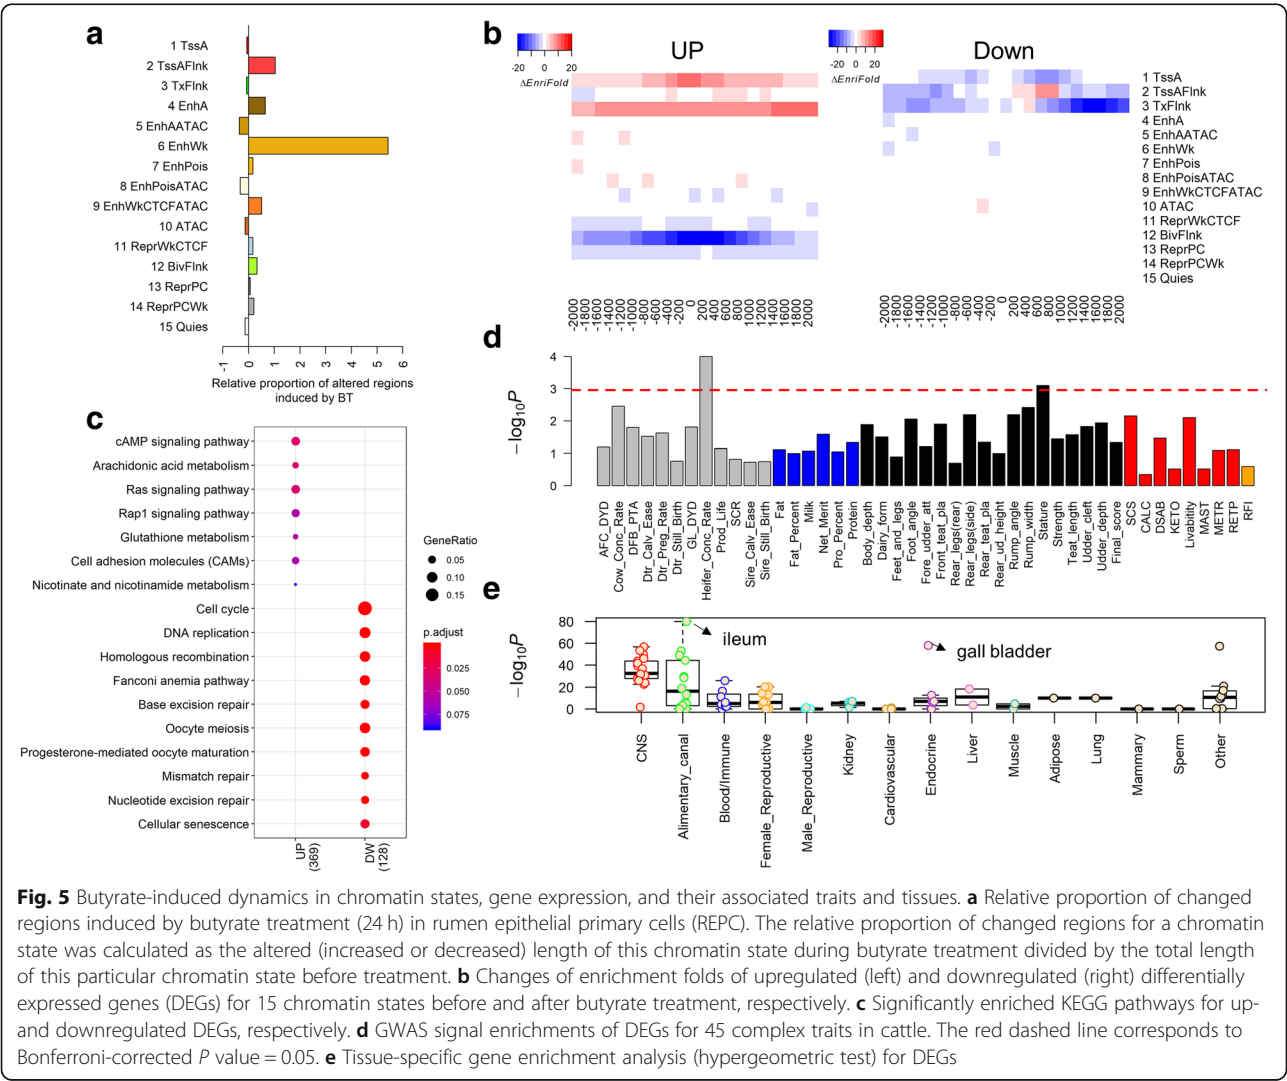 a
1 TssA
2 TssAFlnk
3 TxFlnk
4 EnhA
5 EnhAATAC
6 EnhWk
7 EnhPois
8 EnhPoisATAC
9 EnhWkCTCFATAC
10 ATAC
11 ReprWkCTCF
12 BivFlnk
13 ReprPC
14 ReprPCWk
15 Quies
-1 0 1 2 3 4 5 6
Relative proportion of altered regions
induced by BT
b
-20 0 20
ΔEnriFold
UP
-20 0 20
ΔEnriFold
Down
1 TssA
2 TssAFlnk
3 TxFlnk
4 EnhA
5 EnhAATAC
6 EnhWk
7 EnhPois
8 EnhPoisATAC
9 EnhWkCTCFATAC
10 ATAC
11 ReprWkCTCF
12 BivFlnk
13 ReprPC
14 ReprPCWk
15 Quies
-2000 -1800 -1600 -1400 -1200 -1000 -800 -600 -400 -200 0 200 400 600 800 1000 1200 1400 1600 1800 2000
-2000 -1800 -1600 -1400 -1200 -1000 -800 -600 -400 -200 0 200 400 600 800 1000 1200 1400 1600 1800 2000
c
cAMP signaling pathway
Arachidonic acid metabolism
Ras signaling pathway
Rap1 signaling pathway
Glutathione metabolism
Cell adhesion molecules (CAMs)
Nicotinate and nicotinamide metabolism
Cell cycle
DNA replication
Homologous recombination
Fanconi anemia pathway
Base excision repair
Oocyte meiosis
Progesterone-mediated oocyte maturation
Mismatch repair
Nucleotide excision repair
Cellular senescence
UP
(369)
DW
(128)
GeneRatio
0.05
0.10
0.15
p.adjust
0.025
0.050
0.075
d
−log10P
4
3
2
1
0
AFC_DYD
Cow_Conc_Rate
DFB_PTA
Dtr_Calv_Ease
Dtr_Preg_Rate
Dtr_Still_Birth
GL_DYD
Heifer_Conc_Rate
Prod_Life
SCR
Sire_Calv_Ease
Sire_Still_Birth
Fat
Fat_Percent
Milk
Net_Merit
Pro_Percent
Protein
Body_depth
Dairy_form
Feet_and_legs
Foot_angle
Fore_udder_att
Front_teat_pla
Rear_legs(rear)
Rear_legs(side)
Rear_teat_pla
Rear_ud_height
Rump_angle
Rump_width
Stature
Strength
Teat_length
Udder_cleft
Udder_depth
Final_score
SCS
CALC
DSAB
KETO
Livability
MAST
METR
RETP
RFI
e
−log10P
80
60
40
20
0
ileum
gall bladder
CNS
Alimentary_canal
Blood/Immune
Female_Reproductive
Male_Reproductive
Kidney
Cardiovascular
Endocrine
Liver
Muscle
Adipose
Lung
Mammary
Sperm
Other
Fig. 5 Butyrate-induced dynamics in chromatin states, gene expression, and their associated traits and tissues. a Relative proportion of changed
regions induced by butyrate treatment (24 h) in rumen epithelial primary cells (REPC). The relative proportion of changed regions for a chromatin
state was calculated as the altered (increased or decreased) length of this chromatin state during butyrate treatment divided by the total length
of this particular chromatin state before treatment. b Changes of enrichment folds of upregulated (left) and downregulated (right) differentially
expressed genes (DEGs) for 15 chromatin states before and after butyrate treatment, respectively. c Significantly enriched KEGG pathways for up-
and downregulated DEGs, respectively. d GWAS signal enrichments of DEGs for 45 complex traits in cattle. The red dashed line corresponds to
Bonferroni-corrected P value = 0.05. e Tissue-specific gene enrichment analysis (hypergeometric test) for DEGs